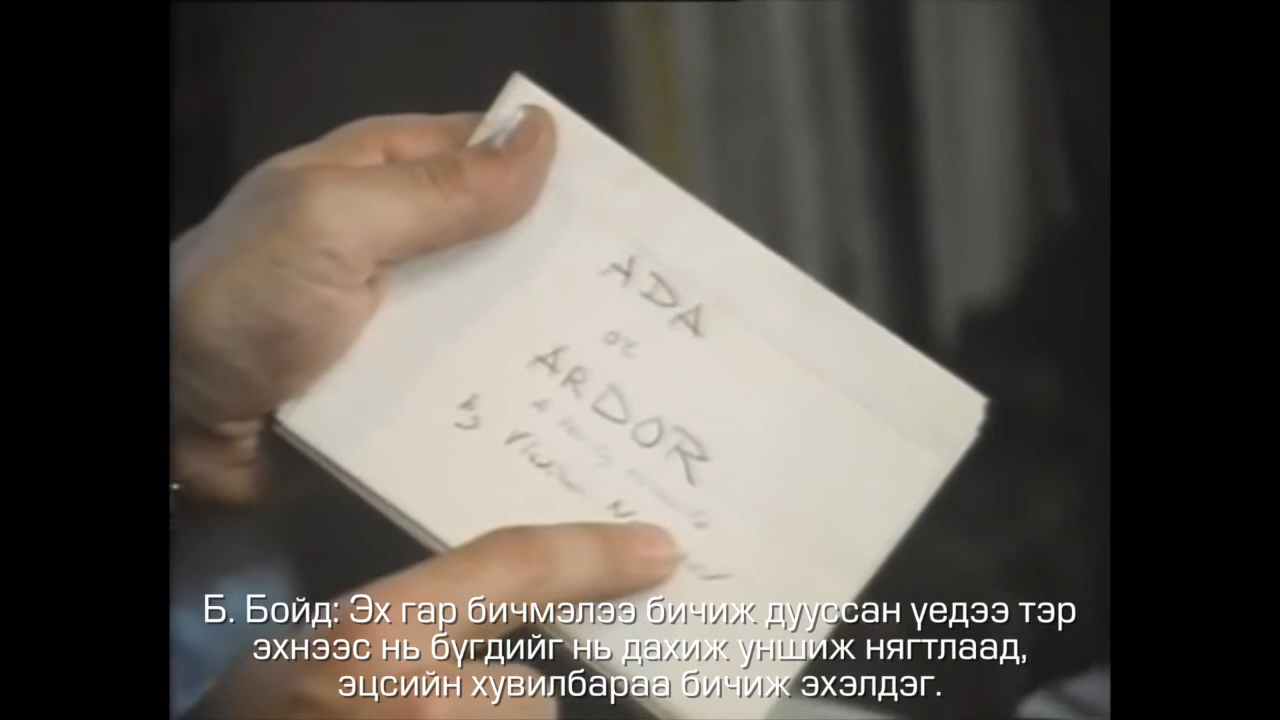 ADA
or
ARDOR
by
Б. Бойд: Эх гар бичмэлээ бичиж дууссан үедээ тэр
эхнээс нь бүгдийг нь дахиж уншиж нягтлаад,
эцсийн хувилбараа бичиж эхэлдэг.